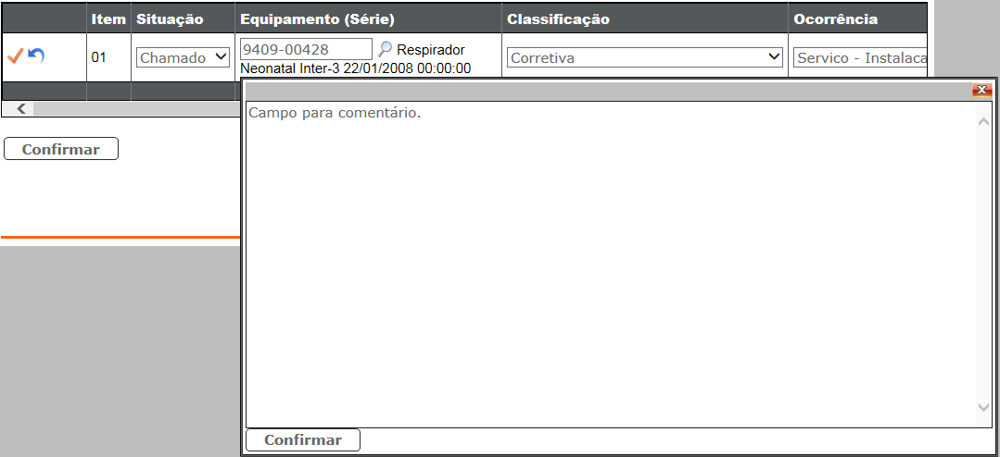 Item Situação Equipamento (Série) Classificação Ocorrência
01 Chamado 9409-00428 Respirador Corretiva Servico - Instalaca
Neonatal Inter-3 22/01/2008 00:00:00
Campo para comentário.
Confirmar
Confirmar